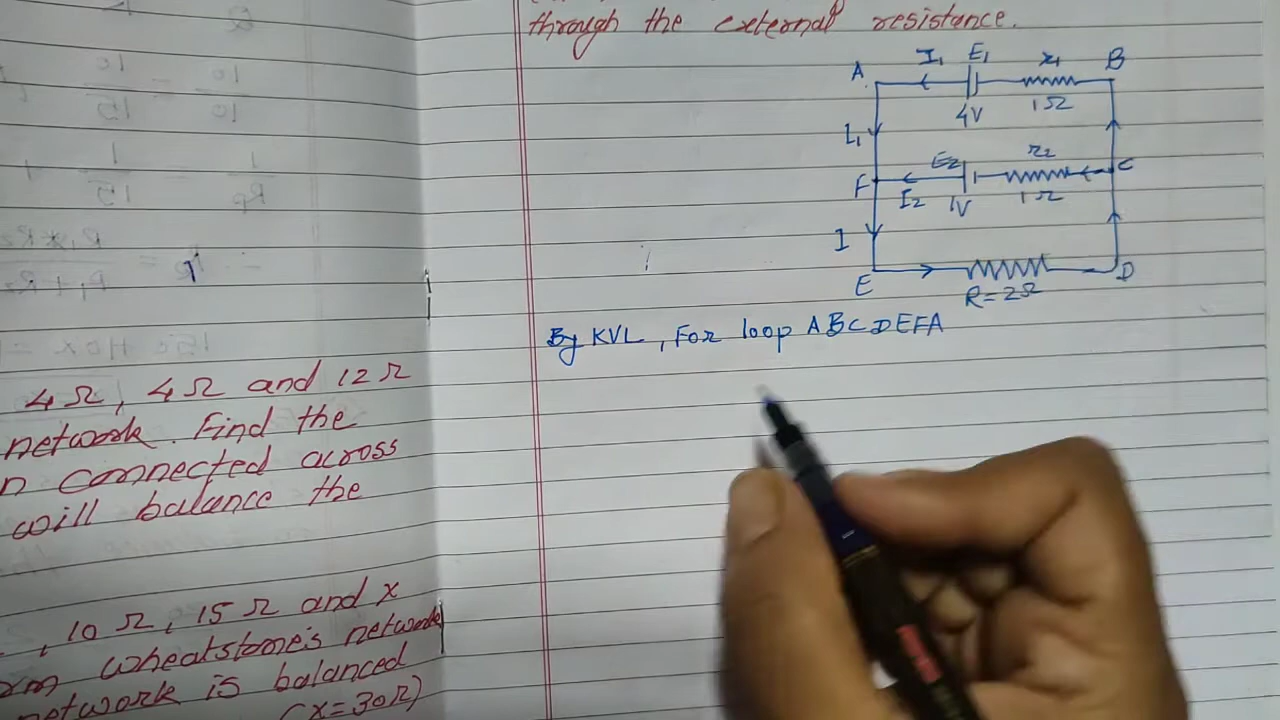 through the external resistance.
A I₁ E₁ r₁ B
4V 1Ω
I₁
F E₂ r₂ C
I₂ 1V 1Ω
I
E R=2Ω D
By KVL, For loop ABCDEFA
4Ω, 4Ω and 12Ω
network. Find the
n connected across
will balance the
, 10Ω, 15Ω and x
rm wheatstone's network
network is balanced
(x=30Ω)